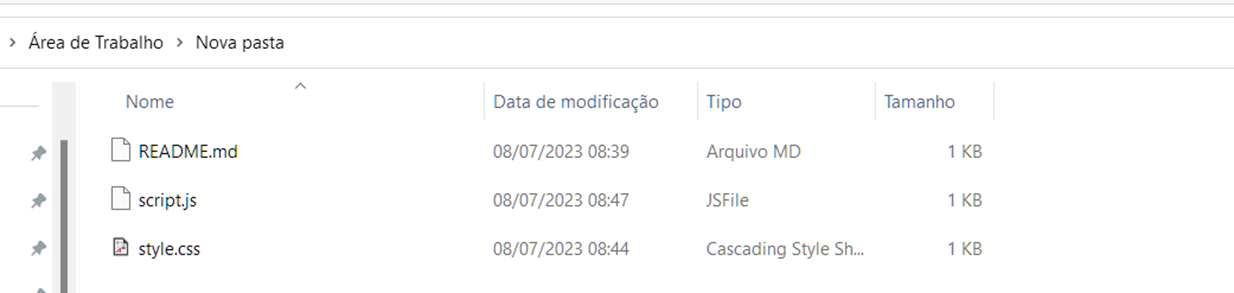 Área de Trabalho > Nova pasta
Nome Data de modificação Tipo Tamanho
README.md 08/07/2023 08:39 Arquivo MD 1 KB
script.js 08/07/2023 08:47 JSFile 1 KB
style.css 08/07/2023 08:44 Cascading Style Sh... 1 KB